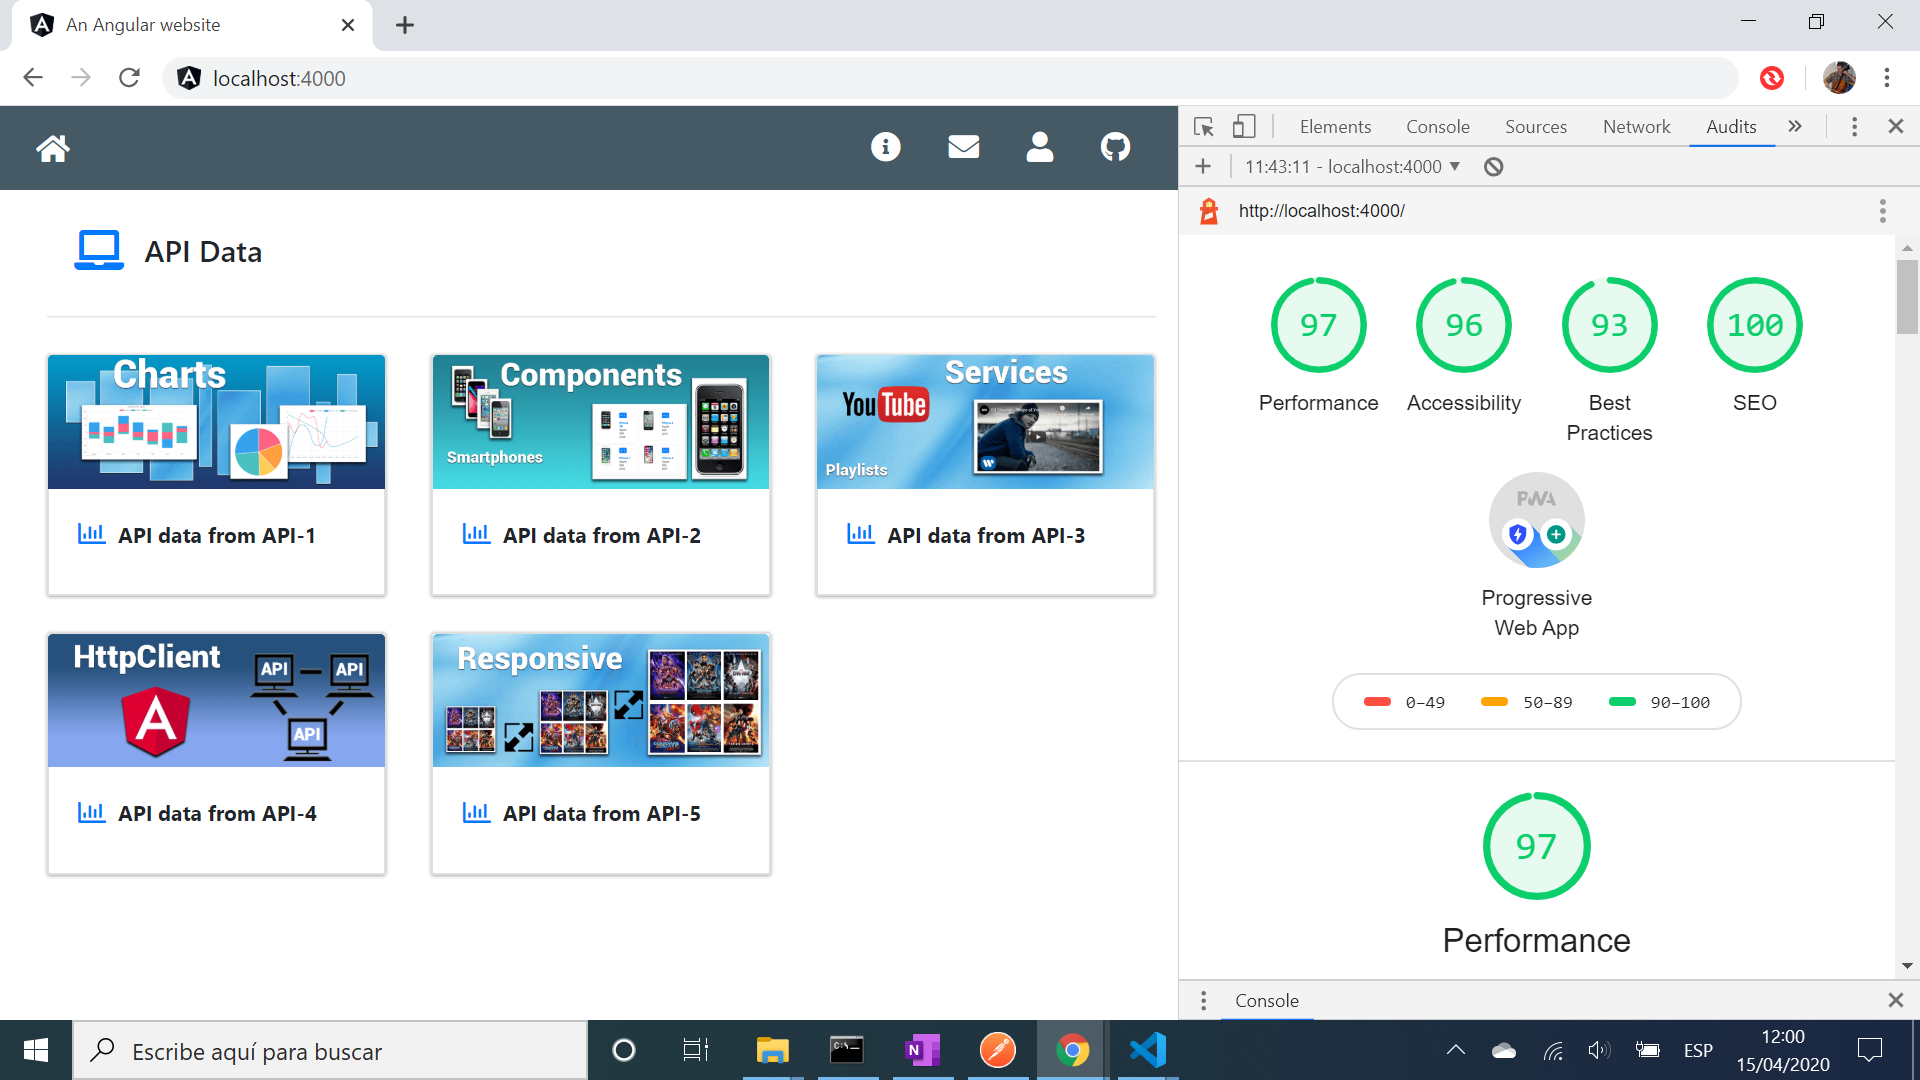 An Angular website
localhost:4000
Elements Console Sources Network Audits
11:43:11 - localhost:4000
http://localhost:4000/
API Data
97 96 93 100
Performance Accessibility Best Practices SEO
PWA
Progressive
Web App
0–49 50–89 90–100
97
Performance
Console
Charts
API data from API-1
Components
Smartphones
API data from API-2
Services
YouTube
Playlists
API data from API-3
HttpClient
API API
API
API data from API-4
Responsive
API data from API-5
Escribe aquí para buscar
ESP
12:00
15/04/2020